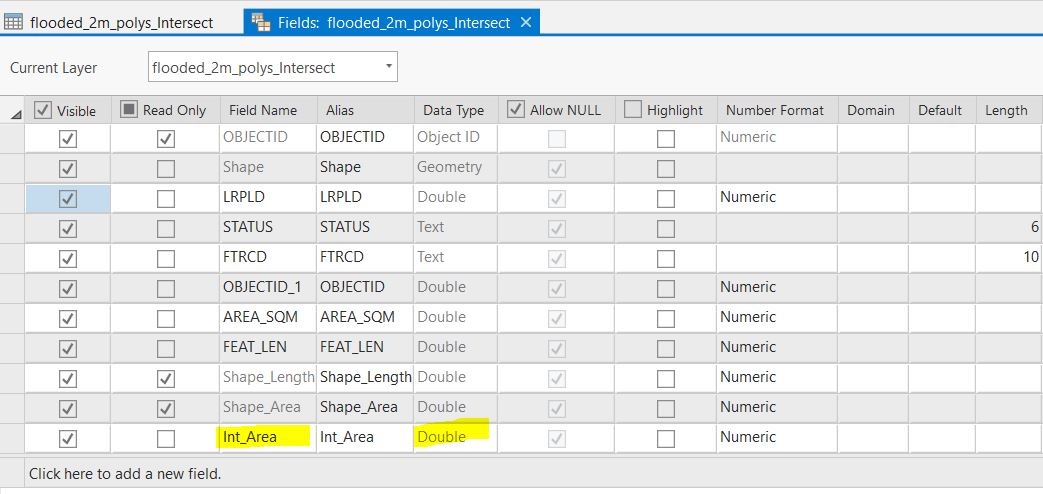 flooded_2m_polys_Intersect Fields: flooded_2m_polys_Intersect ×
Current Layer flooded_2m_polys_Intersect
Visible Read Only Field Name Alias Data Type Allow NULL Highlight Number Format Domain Default Length
OBJECTID OBJECTID Object ID Numeric
Shape Shape Geometry
LRPLD LRPLD Double Numeric
STATUS STATUS Text 6
FTRCD FTRCD Text 10
OBJECTID_1 OBJECTID Double Numeric
AREA_SQM AREA_SQM Double Numeric
FEAT_LEN FEAT_LEN Double Numeric
Shape_Length Shape_Length Double Numeric
Shape_Area Shape_Area Double Numeric
Int_Area Int_Area Double Numeric
Click here to add a new field.